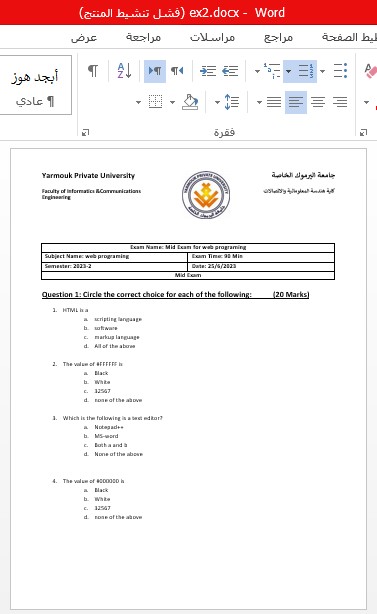 ex2.docx - Word (فشل تنشيط المنتج)
يط الصفحة مراجع مراسلات مراجعة عرض
أبجد هوز
¶ عادي
فقرة
Yarmouk Private University
جامعة اليرموك الخاصة
Faculty of Informatics &Communications
Engineering
كلية هندسة المعلوماتية والاتصالات
YARMOUK PRIVATE UNIVERSITY
Exam Name: Mid Exam for web programing
Subject Name: web programing Exam Time: 90 Min
Semester: 2023-2 Date: 25/6/2023
Mid Exam
Question 1: Circle the correct choice for each of the following: (20 Marks)
1. HTML is a
a. scripting language
b. software
c. markup language
d. All of the above
2. The value of #FFFFFF is
a. Black
b. White
c. 32567
d. none of the above
3. Which is the following is a text editor?
a. Notepad++
b. MS-word
c. Both a and b
d. None of the above
4. The value of #000000 is
a. Black
b. White
c. 32567
d. none of the above